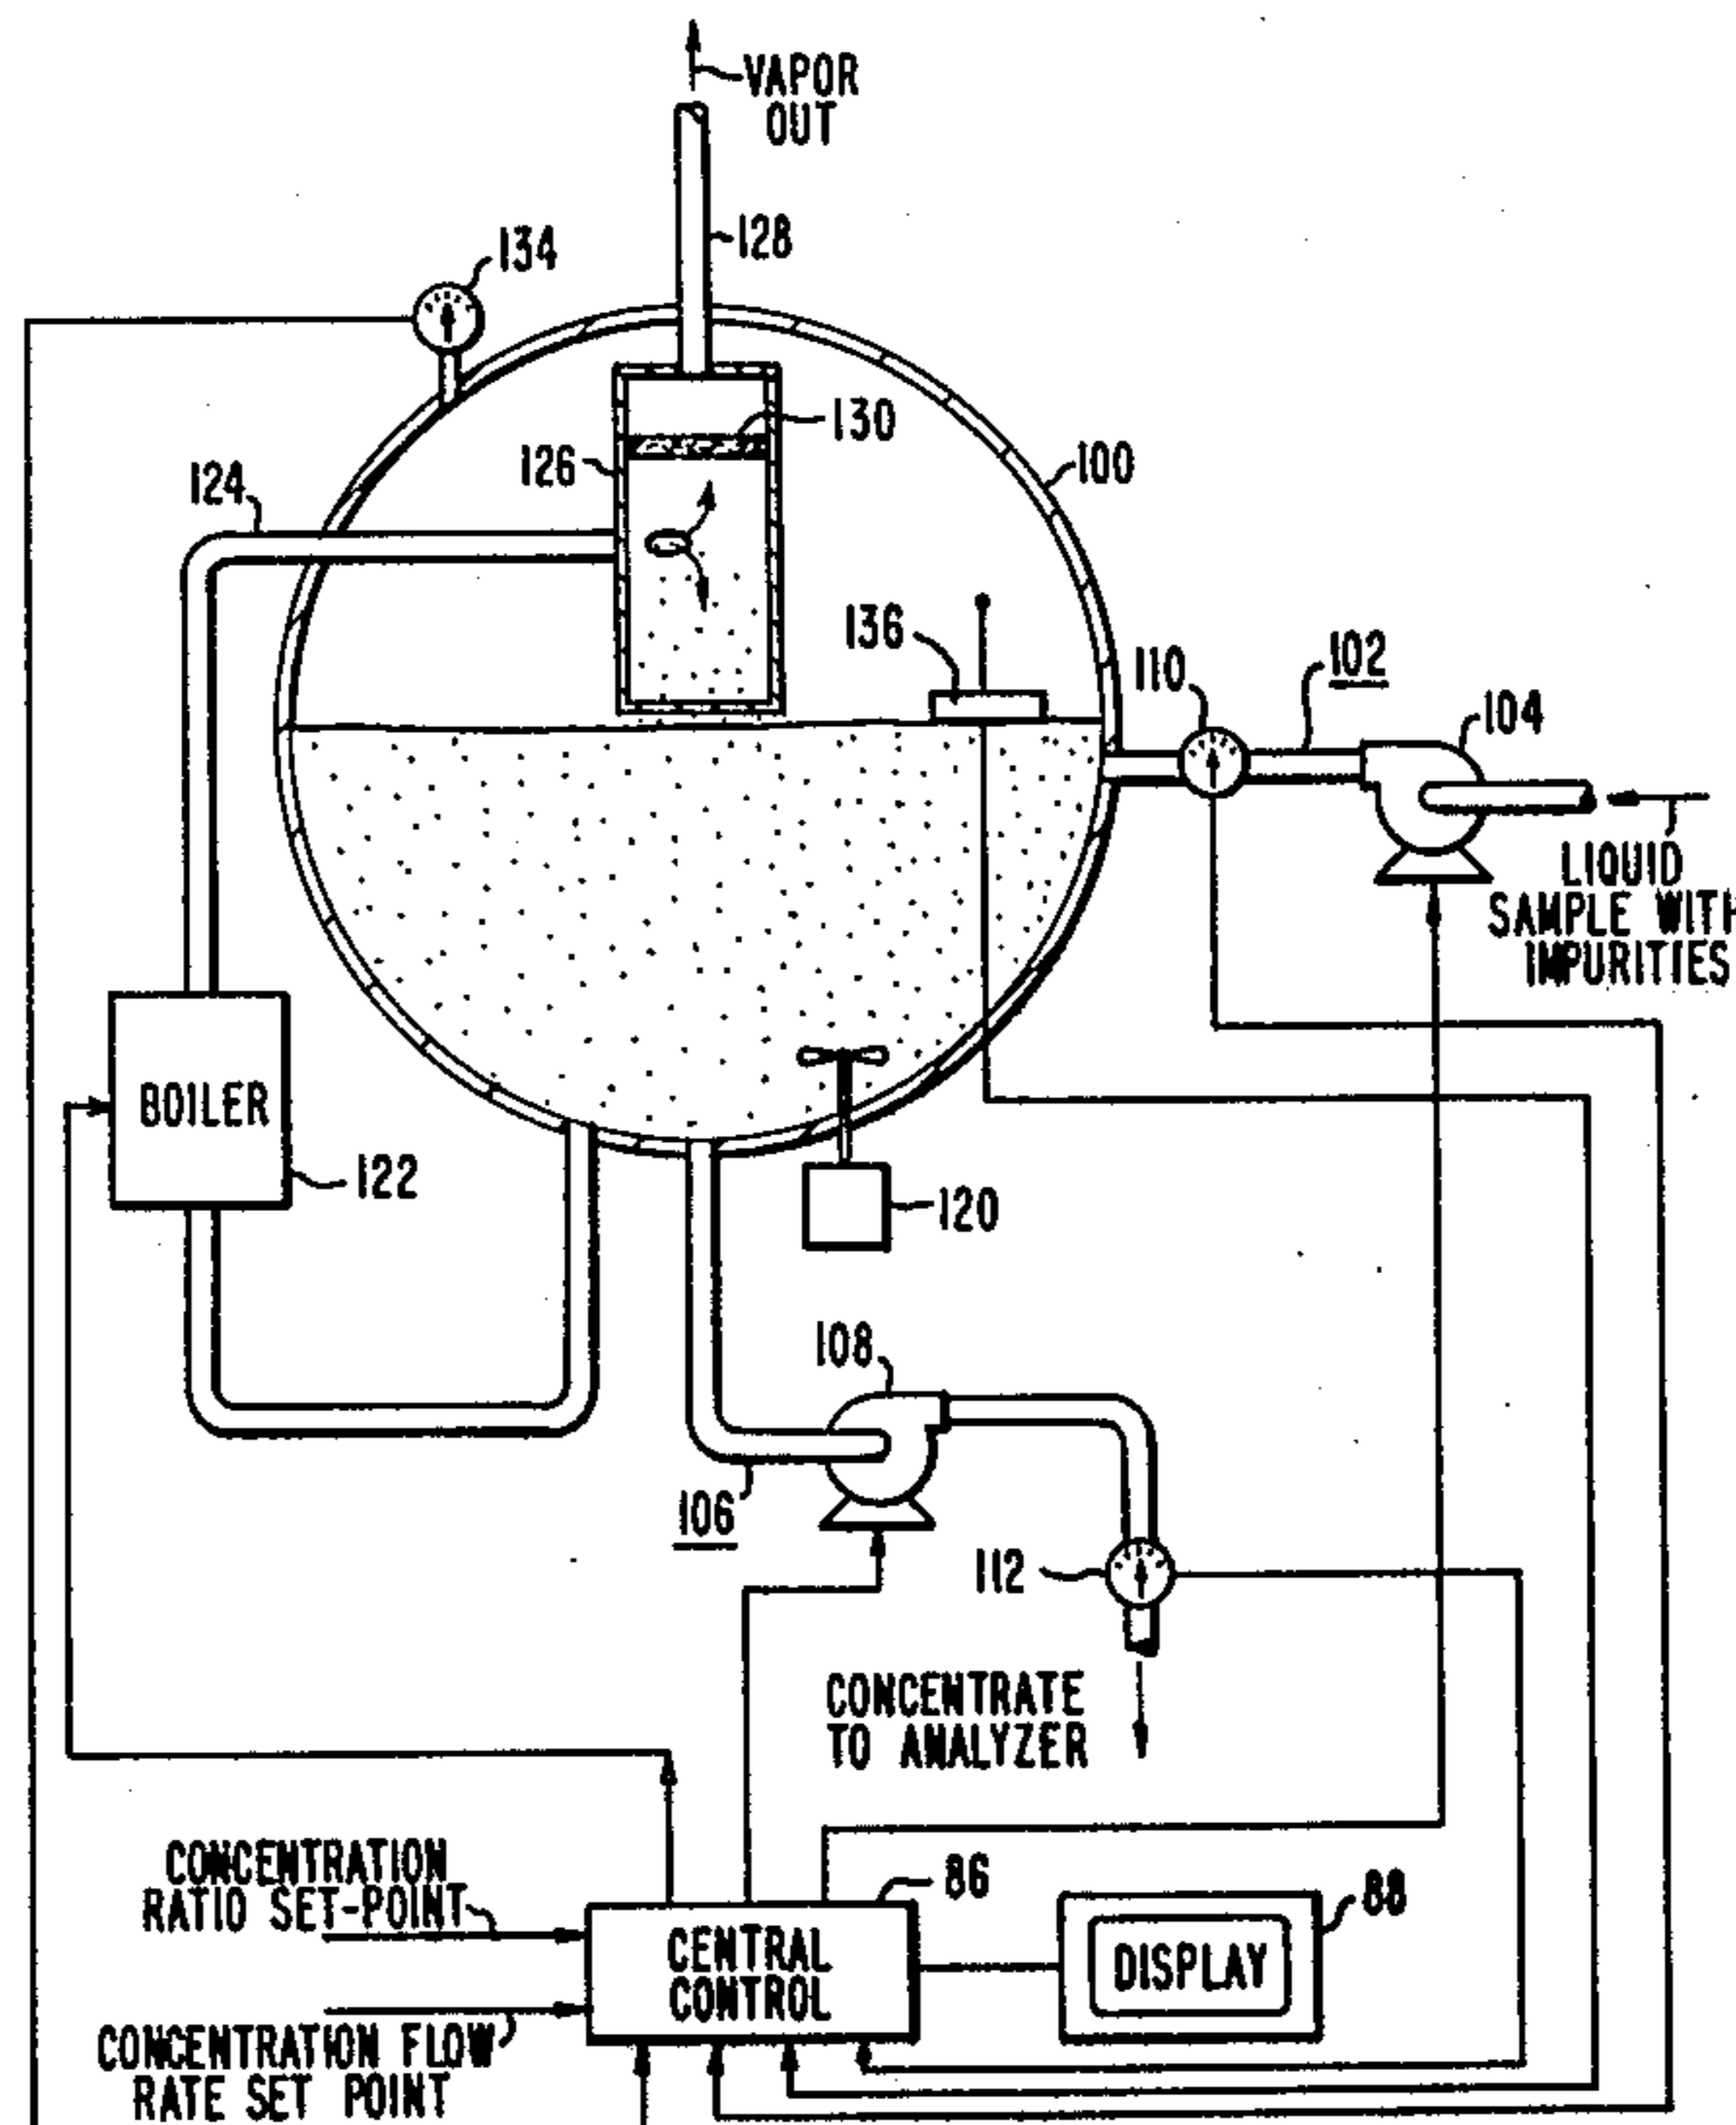 VAPOR
OUT
128
134
130
126
100
124
136
110
102
104
LIQUID
SAMPLE WITH
IMPURITIES
BOILER
122
120
108
106
112
CONCENTRATE
TO ANALYZER
CONCENTRATION
RATIO SET-POINT
86
88
CENTRAL
CONTROL
DISPLAY
CONCENTRATION FLOW
RATE SET POINT